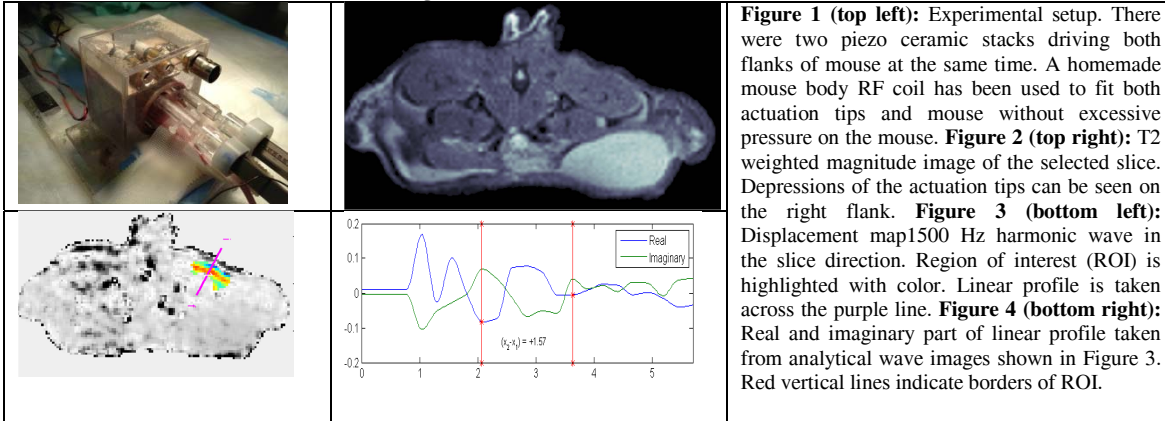 Figure 1 (top left): Experimental setup. There
were two piezo ceramic stacks driving both
flanks of mouse at the same time. A homemade
mouse body RF coil has been used to fit both
actuation tips and mouse without excessive
pressure on the mouse. Figure 2 (top right): T2
weighted magnitude image of the selected slice.
Depressions of the actuation tips can be seen on
the right flank. Figure 3 (bottom left):
Displacement map1500 Hz harmonic wave in
the slice direction. Region of interest (ROI) is
highlighted with color. Linear profile is taken
across the purple line. Figure 4 (bottom right):
Real and imaginary part of linear profile taken
from analytical wave images shown in Figure 3.
Red vertical lines indicate borders of ROI.
0.2
0.1
0
-0.1
-0.2
0 1 2 3 4 5
Real
Imaginary
(x2-x1) = +1.57